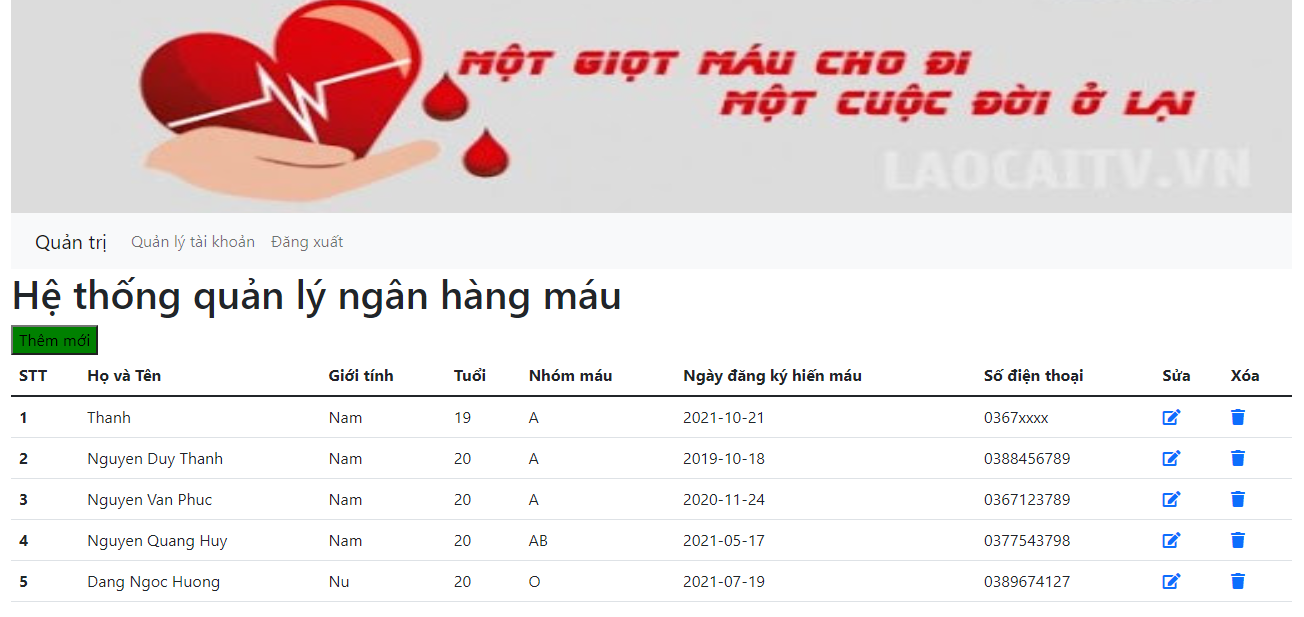 MỘT GIỌT MÁU CHO ĐI
MỘT CUỘC ĐỜI Ở LẠI
LAOCAITV.VN
Quản trị Quản lý tài khoản Đăng xuất
Hệ thống quản lý ngân hàng máu
Thêm mới
STT Họ và Tên Giới tính Tuổi Nhóm máu Ngày đăng ký hiến máu Số điện thoại Sửa Xóa
1 Thanh Nam 19 A 2021-10-21 0367xxxx
2 Nguyen Duy Thanh Nam 20 A 2019-10-18 0388456789
3 Nguyen Van Phuc Nam 20 A 2020-11-24 0367123789
4 Nguyen Quang Huy Nam 20 AB 2021-05-17 0377543798
5 Dang Ngoc Huong Nu 20 O 2021-07-19 0389674127